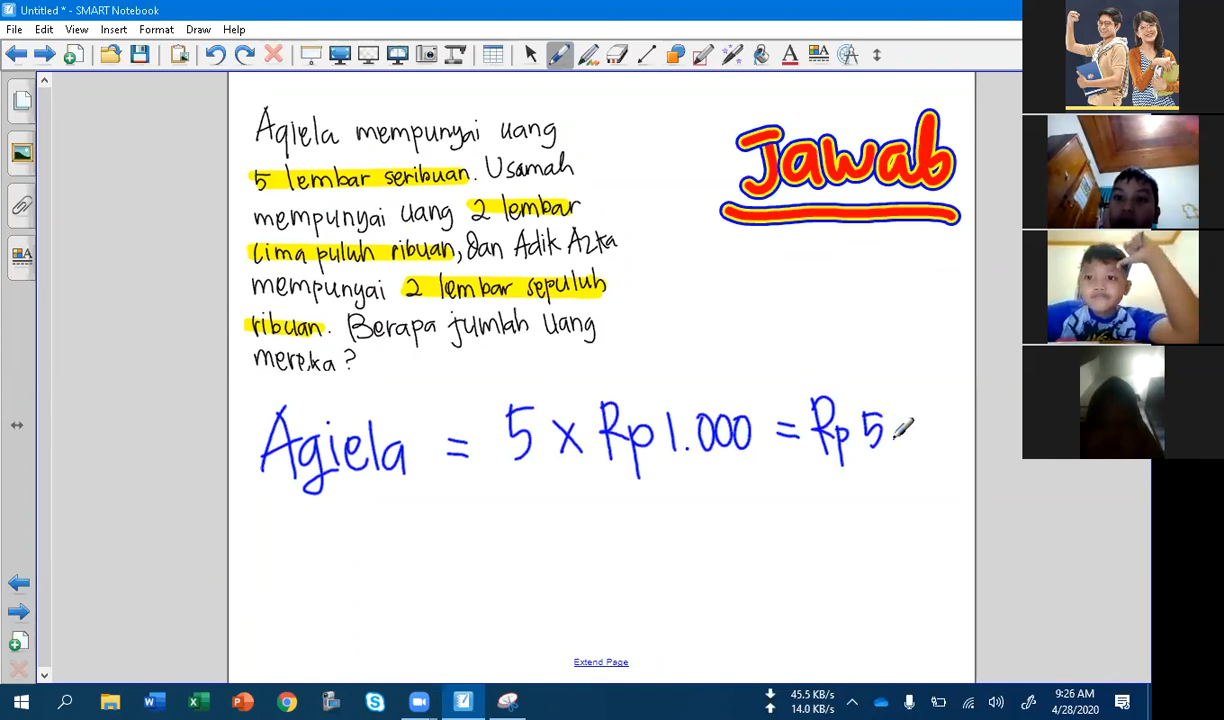 Untitled * - SMART Notebook
File Edit View Insert Format Draw Help
Aqiela mempunyai uang
5 lembar seribuan. Usamah
mempunyai uang 2 lembar
lima puluh ribuan, dan Adik Azka
mempunyai 2 lembar sepuluh
ribuan. Berapa jumlah uang
mereka?
Jawab
Aqiela = 5 x Rp 1.000 = Rp 5
Extend Page
45.5 KB/s
14.0 KB/s
9:26 AM
4/28/2020